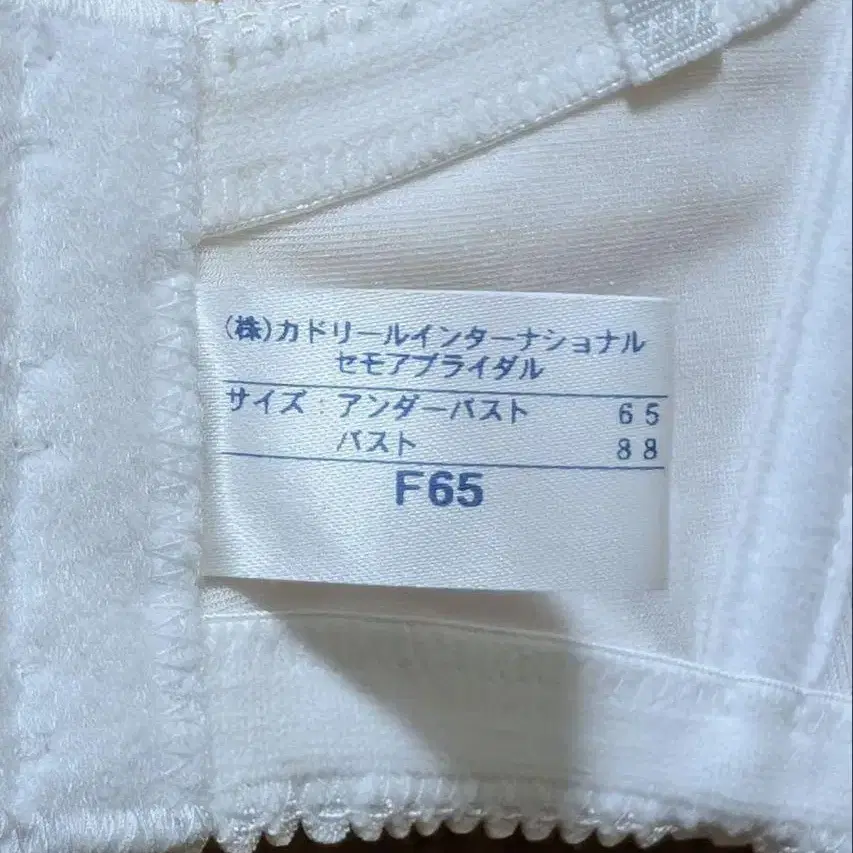 (株)カドリールインターナショナル
セモアブライダル
サイズ:アンダーバスト 65
バスト 88
F65